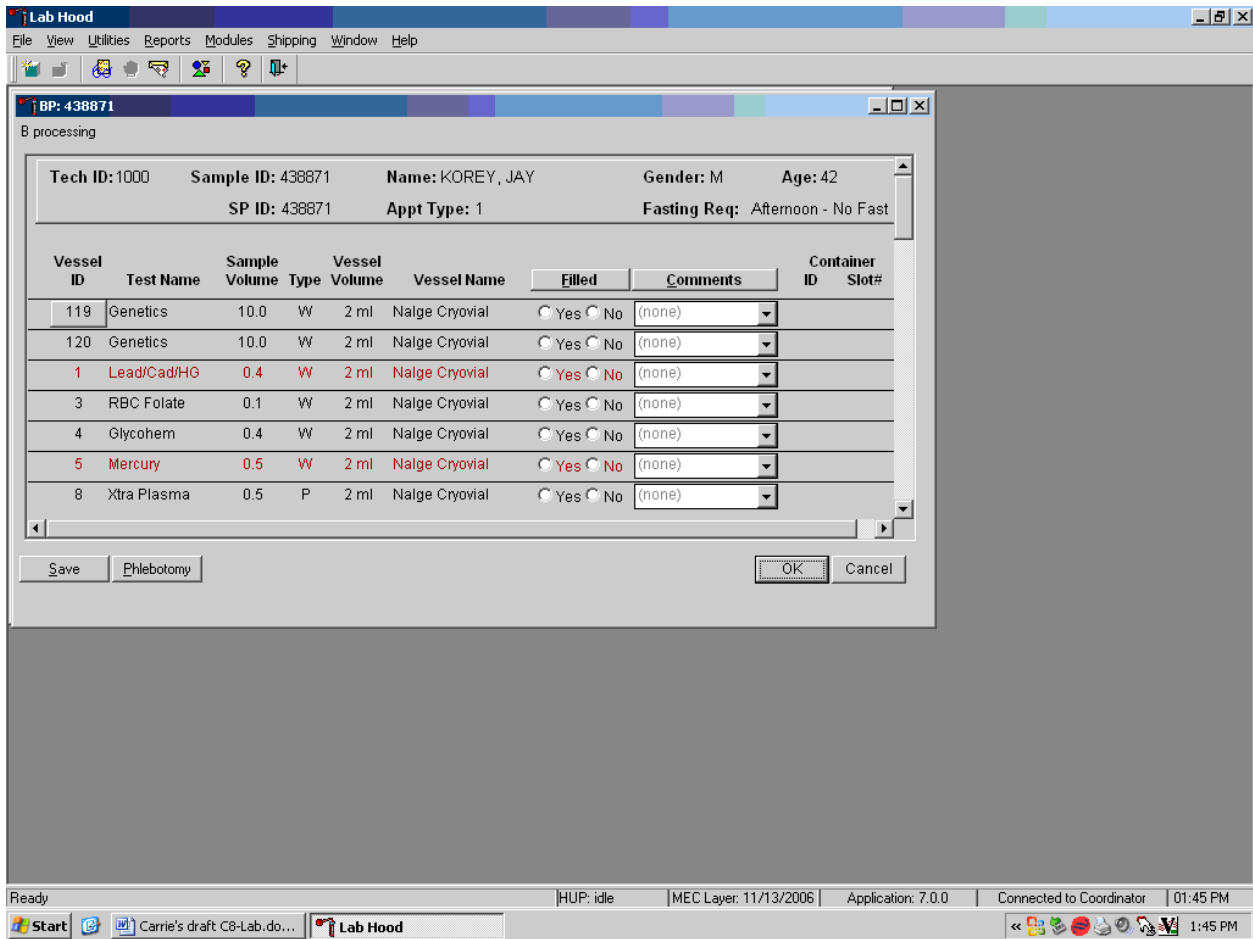 Lab Hood
File View Utilities Reports Modules Shipping Window Help
BP: 438871
B processing
Tech ID: 1000 Sample ID: 438871 Name: KOREY, JAY Gender: M Age: 42
SP ID: 438871 Appt Type: 1 Fasting Req: Afternoon - No Fast
Vessel Sample Vessel Container
ID Test Name Volume Type Volume Vessel Name Filled Comments ID Slot#
119 Genetics 10.0 W 2 ml Nalge Cryovial Yes No (none)
120 Genetics 10.0 W 2 ml Nalge Cryovial Yes No (none)
1 Lead/Cad/HG 0.4 W 2 ml Nalge Cryovial Yes No (none)
3 RBC Folate 0.1 W 2 ml Nalge Cryovial Yes No (none)
4 Glycohem 0.4 W 2 ml Nalge Cryovial Yes No (none)
5 Mercury 0.5 W 2 ml Nalge Cryovial Yes No (none)
8 Xtra Plasma 0.5 P 2 ml Nalge Cryovial Yes No (none)
Save Phlebotomy OK Cancel
Ready HUP: idle MEC Layer: 11/13/2006 Application: 7.0.0 Connected to Coordinator 01:45 PM
Start Carrie's draft C8-Lab.do... Lab Hood « 1:45 PM